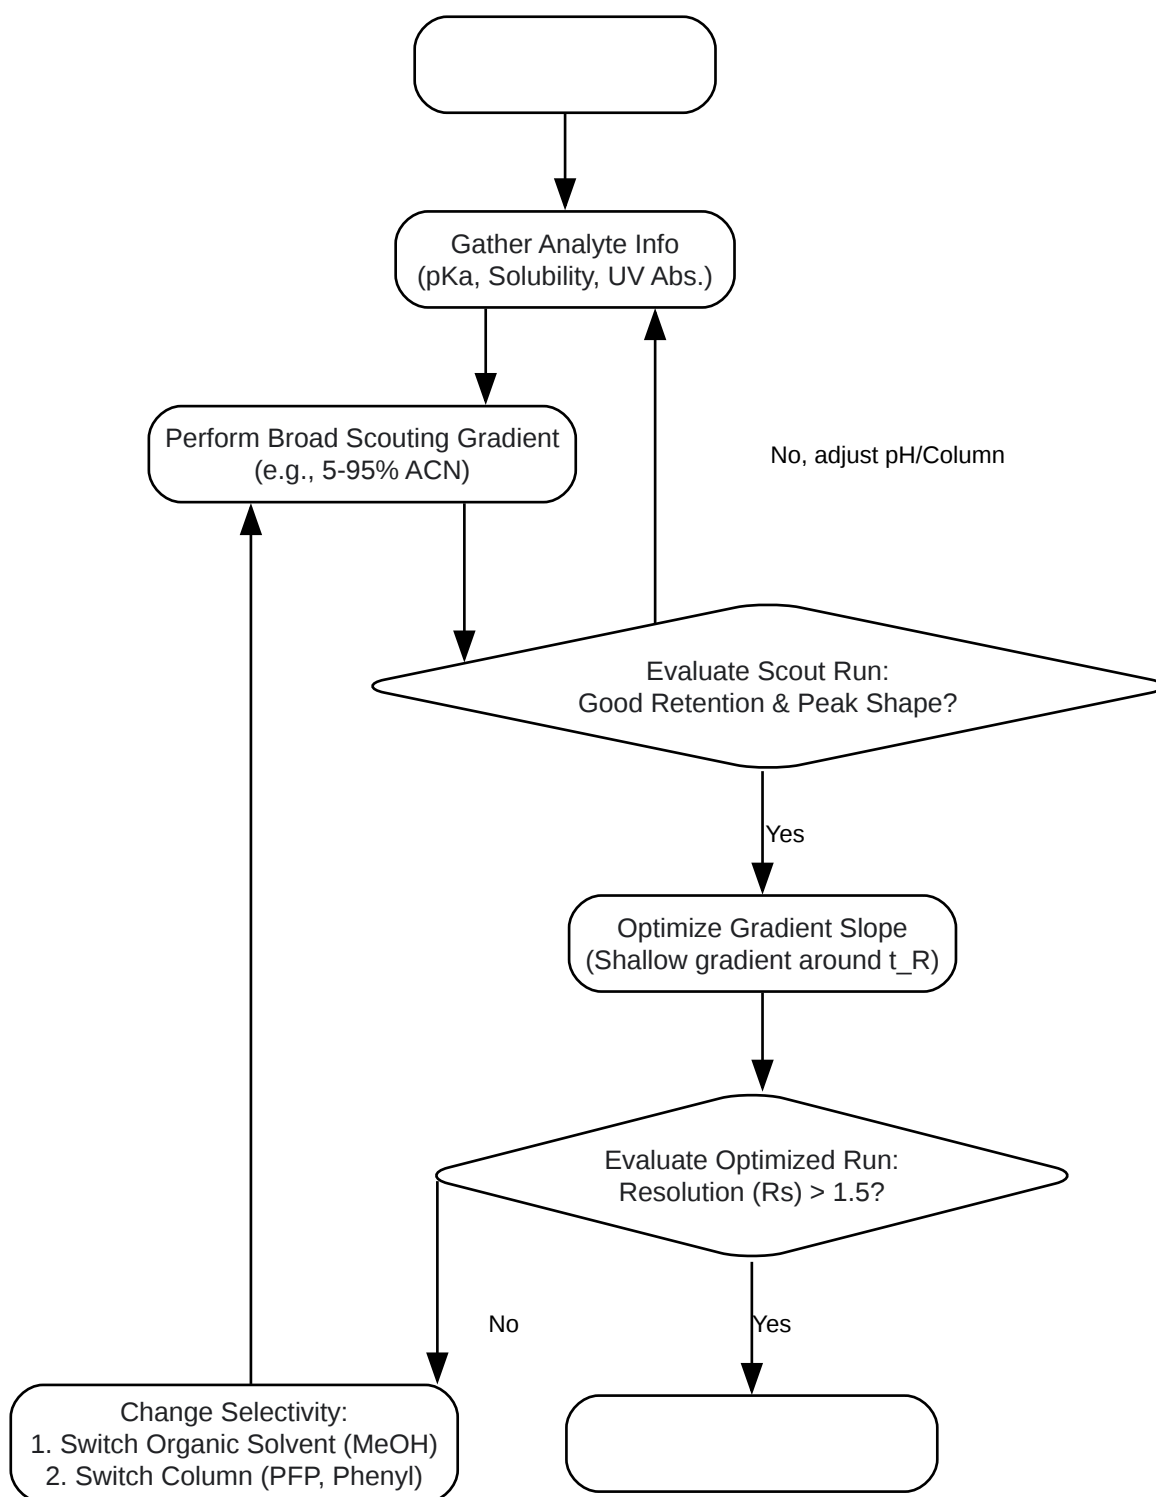 Gather Analyte Info
(pKa, Solubility, UV Abs.)
Perform Broad Scouting Gradient
(e.g., 5-95% ACN)
No, adjust pH/Column
Evaluate Scout Run:
Good Retention & Peak Shape?
Yes
Optimize Gradient Slope
(Shallow gradient around t_R)
Evaluate Optimized Run:
Resolution (Rs) > 1.5?
No
Yes
Change Selectivity:
1. Switch Organic Solvent (MeOH)
2. Switch Column (PFP, Phenyl)